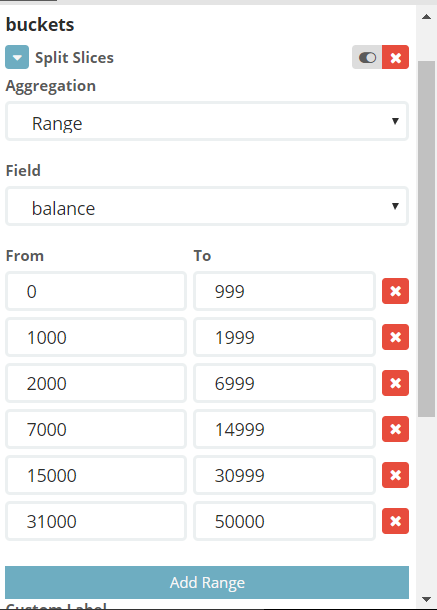 buckets
Split Slices
Aggregation
Range
Field
balance
From To
0 999
1000 1999
2000 6999
7000 14999
15000 30999
31000 50000
Add Range
Custom Label